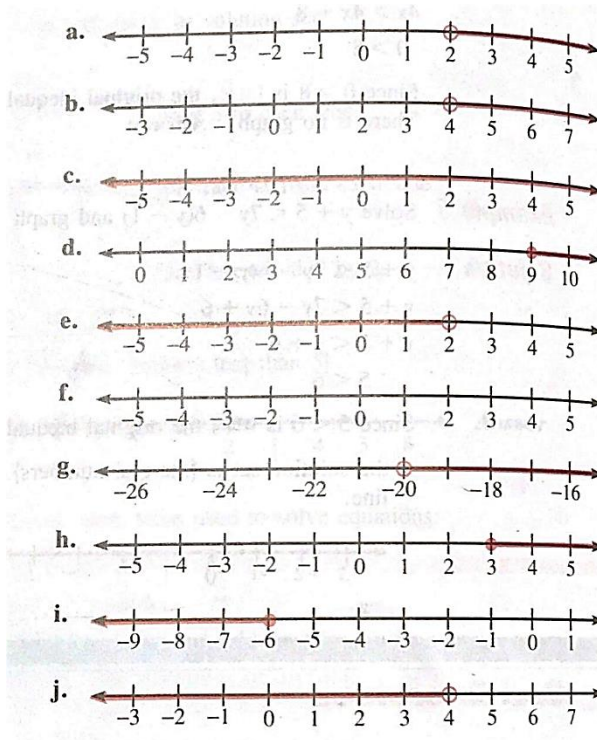 a. −5 −4 −3 −2 −1 0 1 2 3 4 5
b. −3 −2 −1 0 1 2 3 4 5 6 7
c. −5 −4 −3 −2 −1 0 1 2 3 4 5
d. 0 1 2 3 4 5 6 7 8 9 10
e. −5 −4 −3 −2 −1 0 1 2 3 4 5
f. −5 −4 −3 −2 −1 0 1 2 3 4 5
g. −26 −24 −22 −20 −18 −16
h. −5 −4 −3 −2 −1 0 1 2 3 4 5
i. −9 −8 −7 −6 −5 −4 −3 −2 −1 0 1
j. −3 −2 −1 0 1 2 3 4 5 6 7